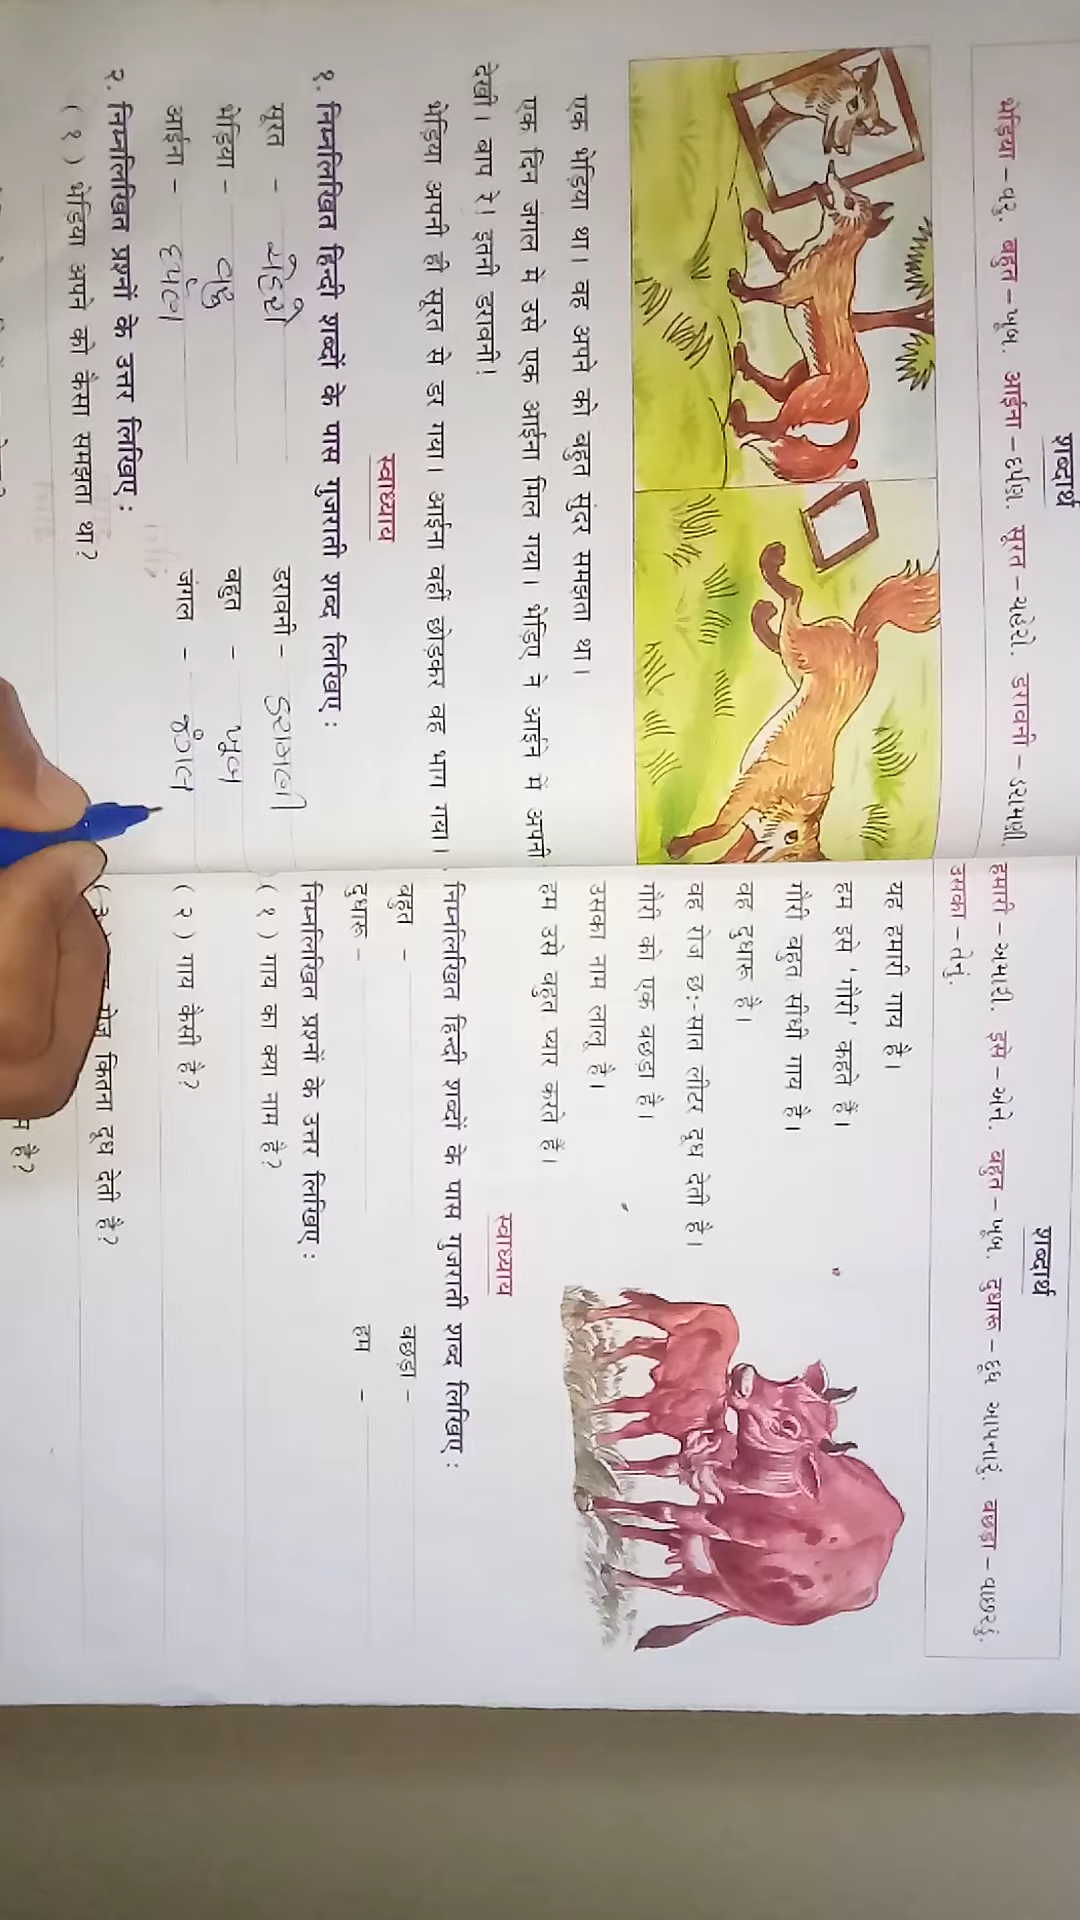 शब्दार्थ
भेड़िया – વરુ. बहुत – ખૂબ. आईना – દર્પણ. सूरत – ચહેરો. डरावनी – ડરામણી.
एक भेड़िया था। वह अपने को बहुत सुंदर समझता था।
एक दिन जंगल में उसे एक आईना मिल गया। भेड़िए ने आईने में अपनी
देखी। बाप रे! इतनी डरावनी!
भेड़िया अपनी ही सूरत से डर गया। आईना वहीं छोड़कर वह भाग गया।
स्वाध्याय
१. निम्नलिखित हिन्दी शब्दों के पास गुजराती शब्द लिखिए :
सूरत – ચેહરો डरावनी – ડરામની
भेड़िया – વરુ बहुत – ખૂબ
आईना – દર્પણ जंगल – જંગલ
२. निम्नलिखित प्रश्नों के उत्तर लिखिए :
( १ ) भेड़िया अपने को कैसा समझता था?
शब्दार्थ
हमारी – અમારી. इसे – એને. बहुत – ખૂબ. दुधारू – દૂધ આપનારું. बछड़ा – વાછરડું.
उसका – તેનું.
यह हमारी गाय है।
हम इसे 'गौरी' कहते हैं।
गौरी बहुत सीधी गाय है।
वह दुधारू है।
वह रोज छः-सात लीटर दूध देती है।
गौरी को एक बछड़ा है।
उसका नाम लालू है।
हम उसे बहुत प्यार करते हैं।
स्वाध्याय
निम्नलिखित हिन्दी शब्दों के पास गुजराती शब्द लिखिए :
बहुत – बछड़ा –
दुधारू – हम –
निम्नलिखित प्रश्नों के उत्तर लिखिए :
( १ ) गाय का क्या नाम है?
( २ ) गाय कैसी है?
रोज कितना दूध देती है?
है?